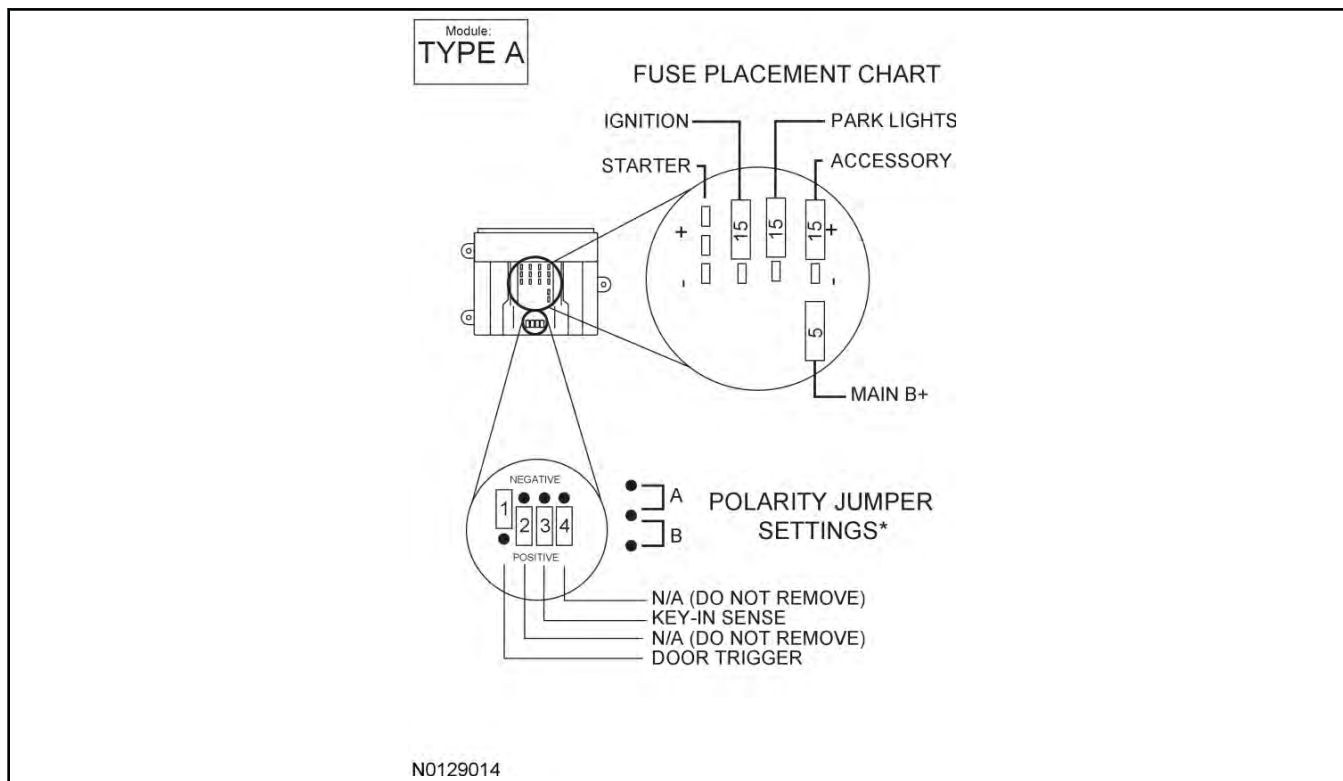 Module:
TYPE A
FUSE PLACEMENT CHART
IGNITION
PARK LIGHTS
STARTER
ACCESSORY
+
15
15
15
+
-
-
5
MAIN B+
NEGATIVE
1
2
3
4
POSITIVE
A
B
POLARITY JUMPER
SETTINGS*
N/A (DO NOT REMOVE)
KEY-IN SENSE
N/A (DO NOT REMOVE)
DOOR TRIGGER
N0129014